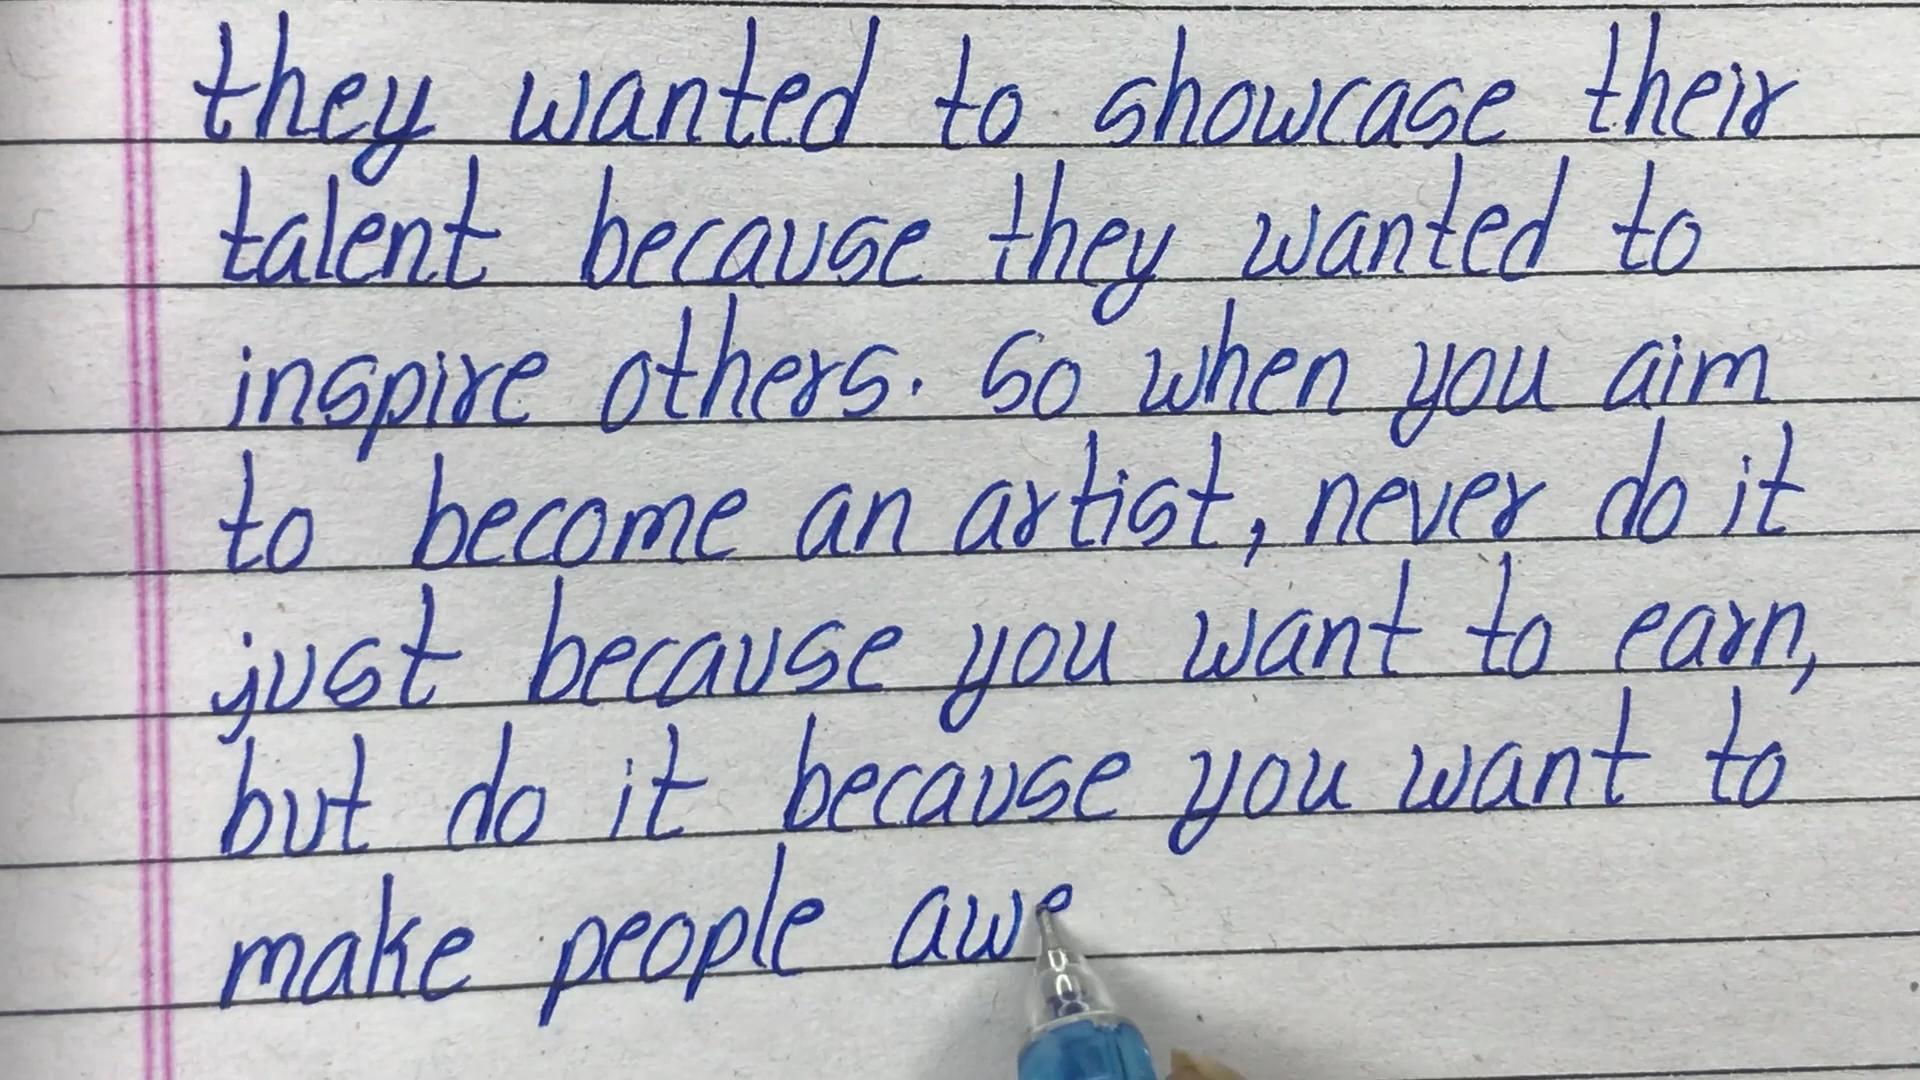 they wanted to showcase their
talent because they wanted to
inspire others. So when you aim
to become an artist, never do it
just because you want to earn,
but do it because you want to
make people awe